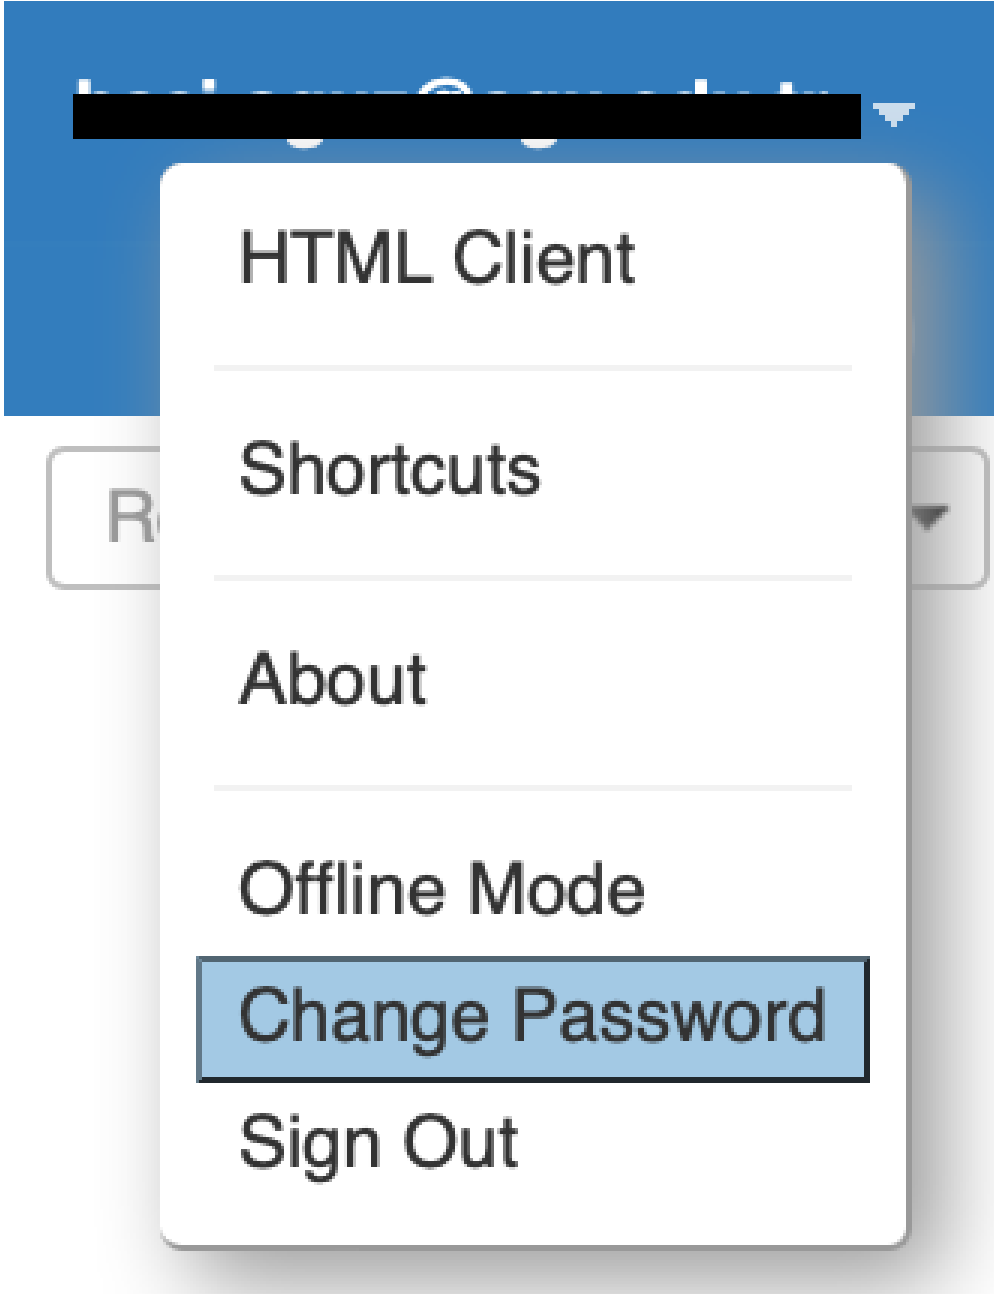 HTML Client
Shortcuts
About
Offline Mode
Change Password
Sign Out